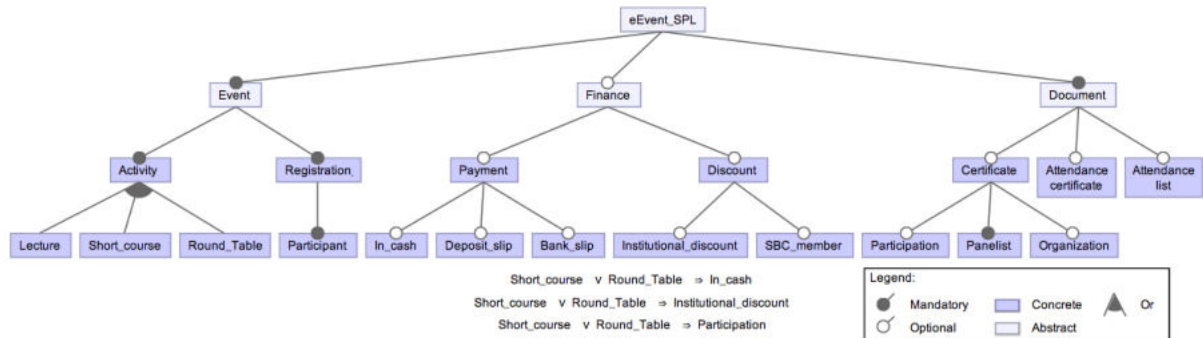 eEvent_SPL
Event Finance Document
Activity Registration Payment Discount Certificate Attendance certificate Attendance list
Lecture Short_course Round_Table Participant In_cash Deposit_slip Bank_slip Institutional_discount SBC_member Participation Panelist Organization
Short_course ∨ Round_Table ⇒ In_cash
Short_course ∨ Round_Table ⇒ Institutional_discount
Short_course ∨ Round_Table ⇒ Participation
Legend:
Mandatory Concrete Or
Optional Abstract